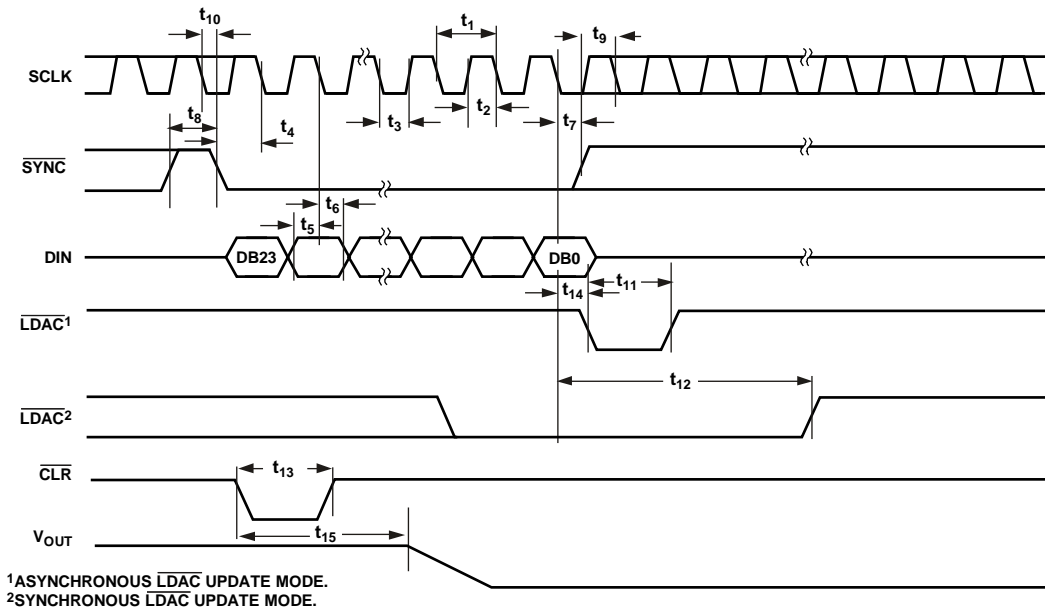 t10
t1
t9
SCLK
t8
t4
t3
t2
t7
SYNC
t6
t5
DIN
DB23
DB0
t14
t11
LDAC1
t12
LDAC2
CLR
t13
t15
VOUT
1ASYNCHRONOUS LDAC UPDATE MODE.
2SYNCHRONOUS LDAC UPDATE MODE.